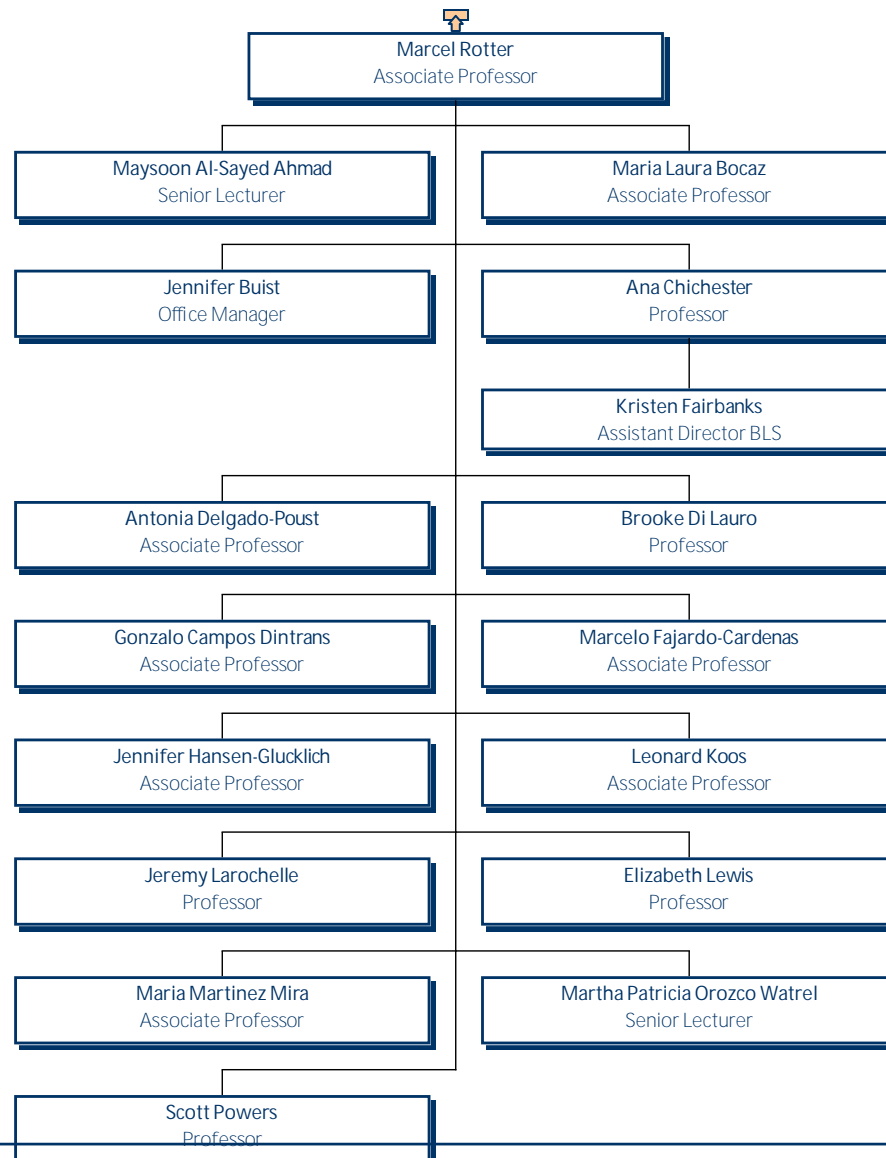 Marcel Rotter
Associate Professor
Maysoon Al-Sayed Ahmad
Senior Lecturer
Maria Laura Bocaz
Associate Professor
Jennifer Buist
Office Manager
Ana Chichester
Professor
Kristen Fairbanks
Assistant Director BLS
Antonia Delgado-Poust
Associate Professor
Brooke Di Lauro
Professor
Gonzalo Campos Dintrans
Associate Professor
Marcelo Fajardo-Cardenas
Associate Professor
Jennifer Hansen-Glucklich
Associate Professor
Leonard Koos
Associate Professor
Jeremy Larochelle
Professor
Elizabeth Lewis
Professor
Maria Martinez Mira
Associate Professor
Martha Patricia Orozco Watrel
Senior Lecturer
Scott Powers
Professor